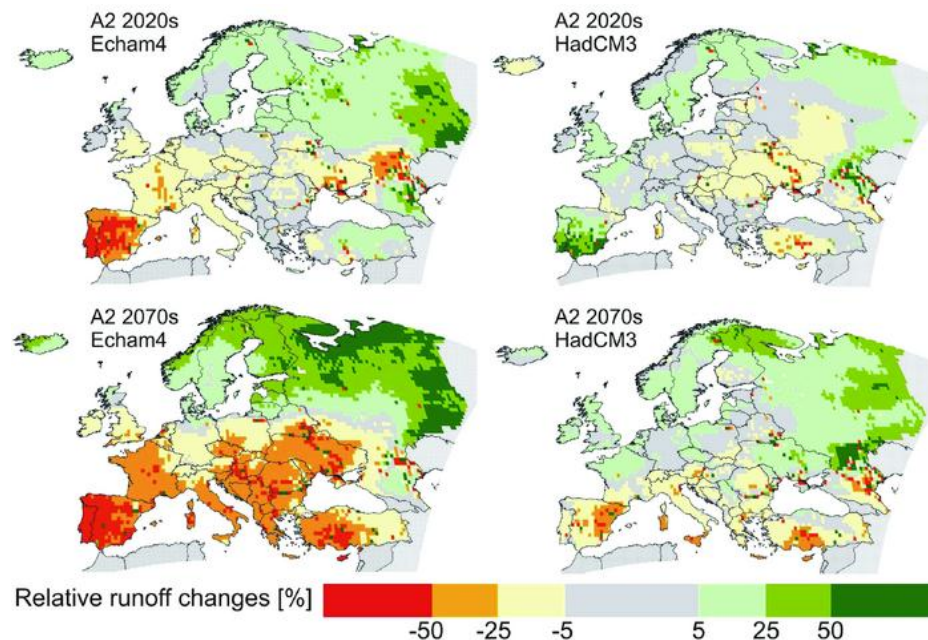 A2 2020s
Echam4
A2 2020s
HadCM3
A2 2070s
Echam4
A2 2070s
HadCM3
Relative runoff changes [%]
-50 -25 -5 5 25 50